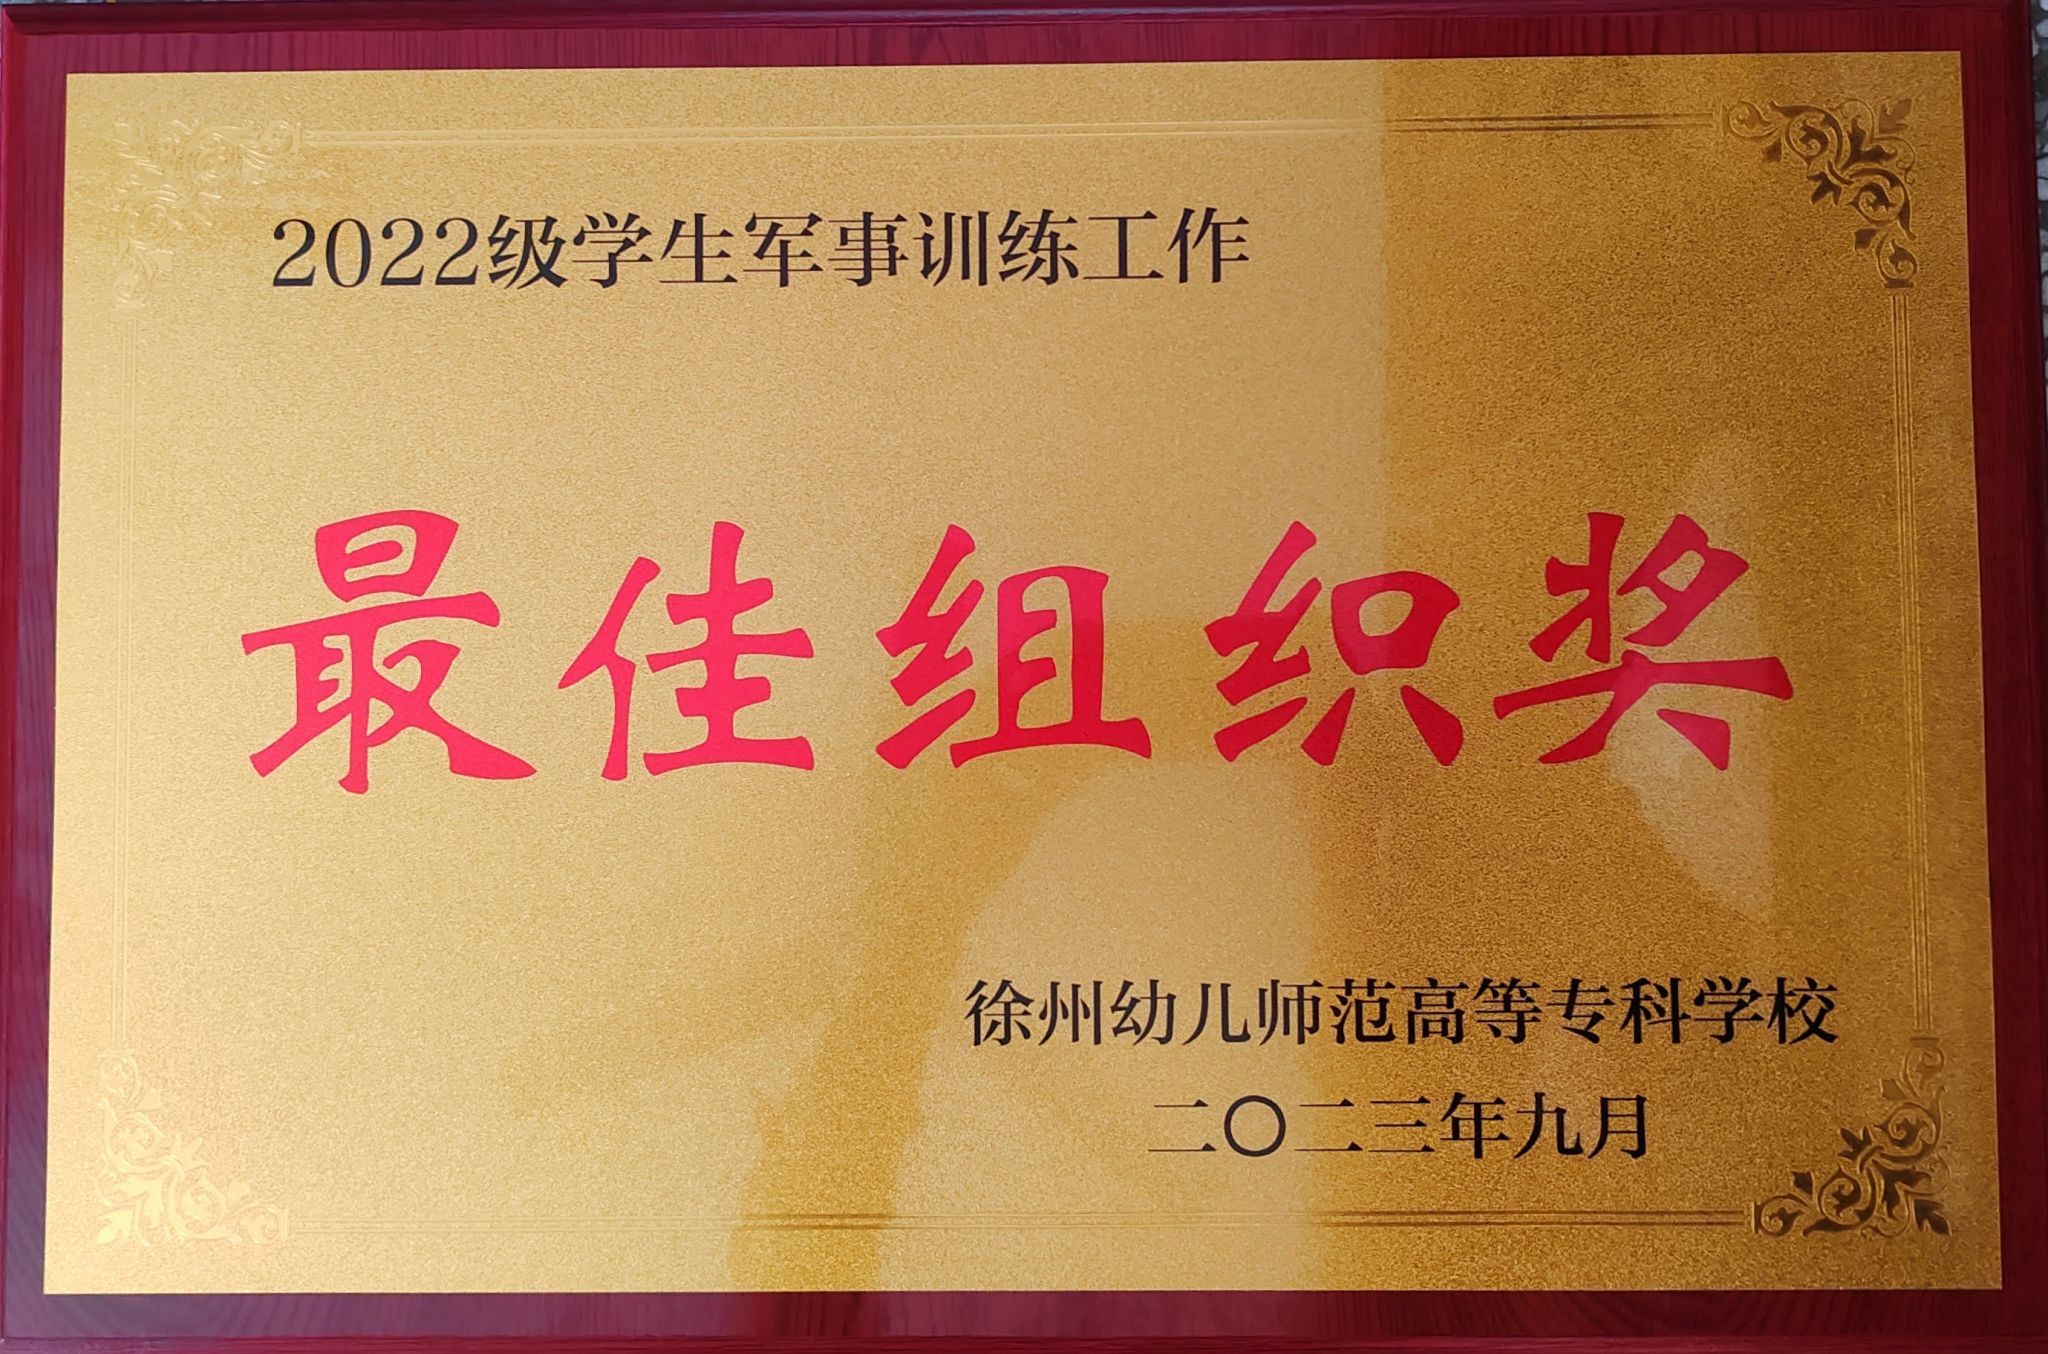 2022级学生军事训练工作
最佳组织奖
徐州幼儿师范高等专科学校
二〇二三年九月